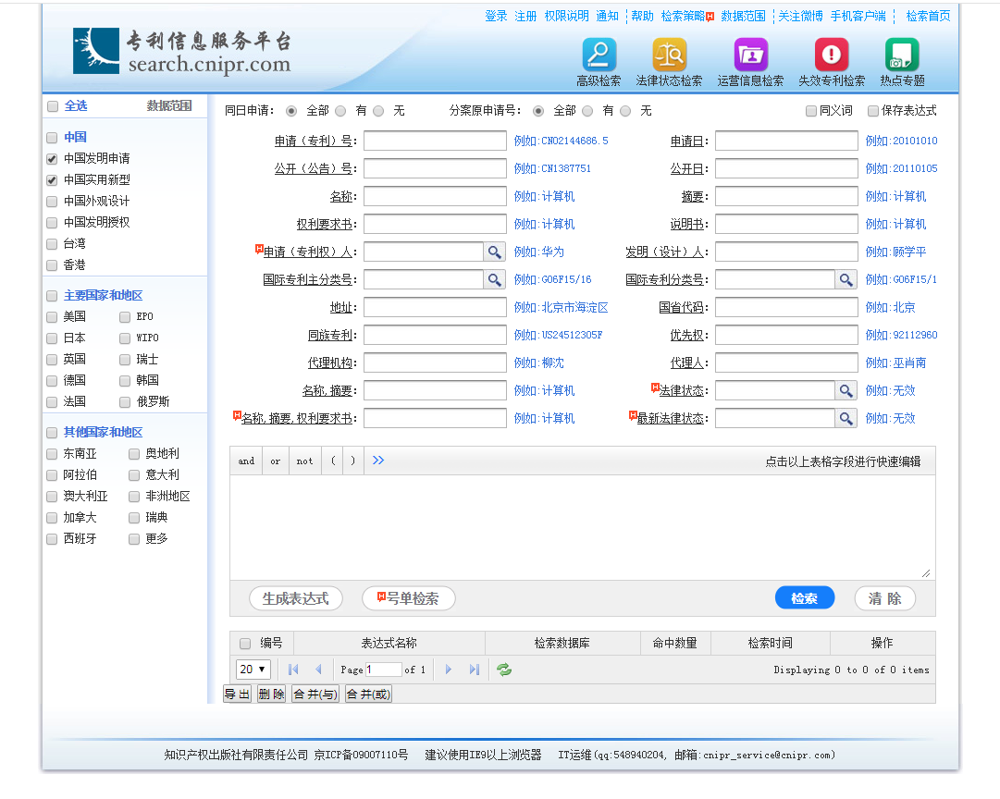 登录 注册 权限说明 通知 帮助 检索策略H 数据范围 关注微博 手机客户端 检索首页
专利信息服务平台
search.cnipr.com
高级检索 法律状态检索 运营信息检索 失效专利检索 热点专题
全选 数据范围
中国
中国发明申请
中国实用新型
中国外观设计
中国发明授权
台湾
香港
主要国家和地区
美国 EPO
日本 WIPO
英国 瑞士
德国 韩国
法国 俄罗斯
其他国家和地区
东南亚 奥地利
阿拉伯 意大利
澳大利亚 非洲地区
加拿大 瑞典
西班牙 更多
同日申请: 全部 有 无 分案原申请号: 全部 有 无 同义词 保存表达式
申请（专利）号: 例如:CN02144686.5 申请日: 例如:20101010
公开（公告）号: 例如:CN1387751 公开日: 例如:20110105
名称: 例如:计算机 摘要: 例如:计算机
权利要求书: 例如:计算机 说明书: 例如:计算机
H申请（专利权）人: 例如:华为 发明（设计）人: 例如:顾学平
国际专利主分类号: 例如:G06F15/16 国际专利分类号: 例如:G06F15/1
地址: 例如:北京市海淀区 国省代码: 例如:北京
同族专利: 例如:US24512305F 优先权: 例如:92112960
代理机构: 例如:柳沈 代理人: 例如:巫肖南
名称,摘要: 例如:计算机 H法律状态: 例如:无效
H名称,摘要,权利要求书: 例如:计算机 H最新法律状态: 例如:无效
and or not ( ) >> 点击以上表格字段进行快速编辑
生成表达式 H号单检索 检索 清 除
编号 表达式名称 检索数据库 命中数量 检索时间 操作
20 Page 1 of 1 Displaying 0 to 0 of 0 items
导 出 删 除 合 并(与) 合 并(或)
知识产权出版社有限责任公司 京ICP备09007110号 建议使用IE9以上浏览器 IT运维(qq:548940204, 邮箱:cnipr_service@cnipr.com)